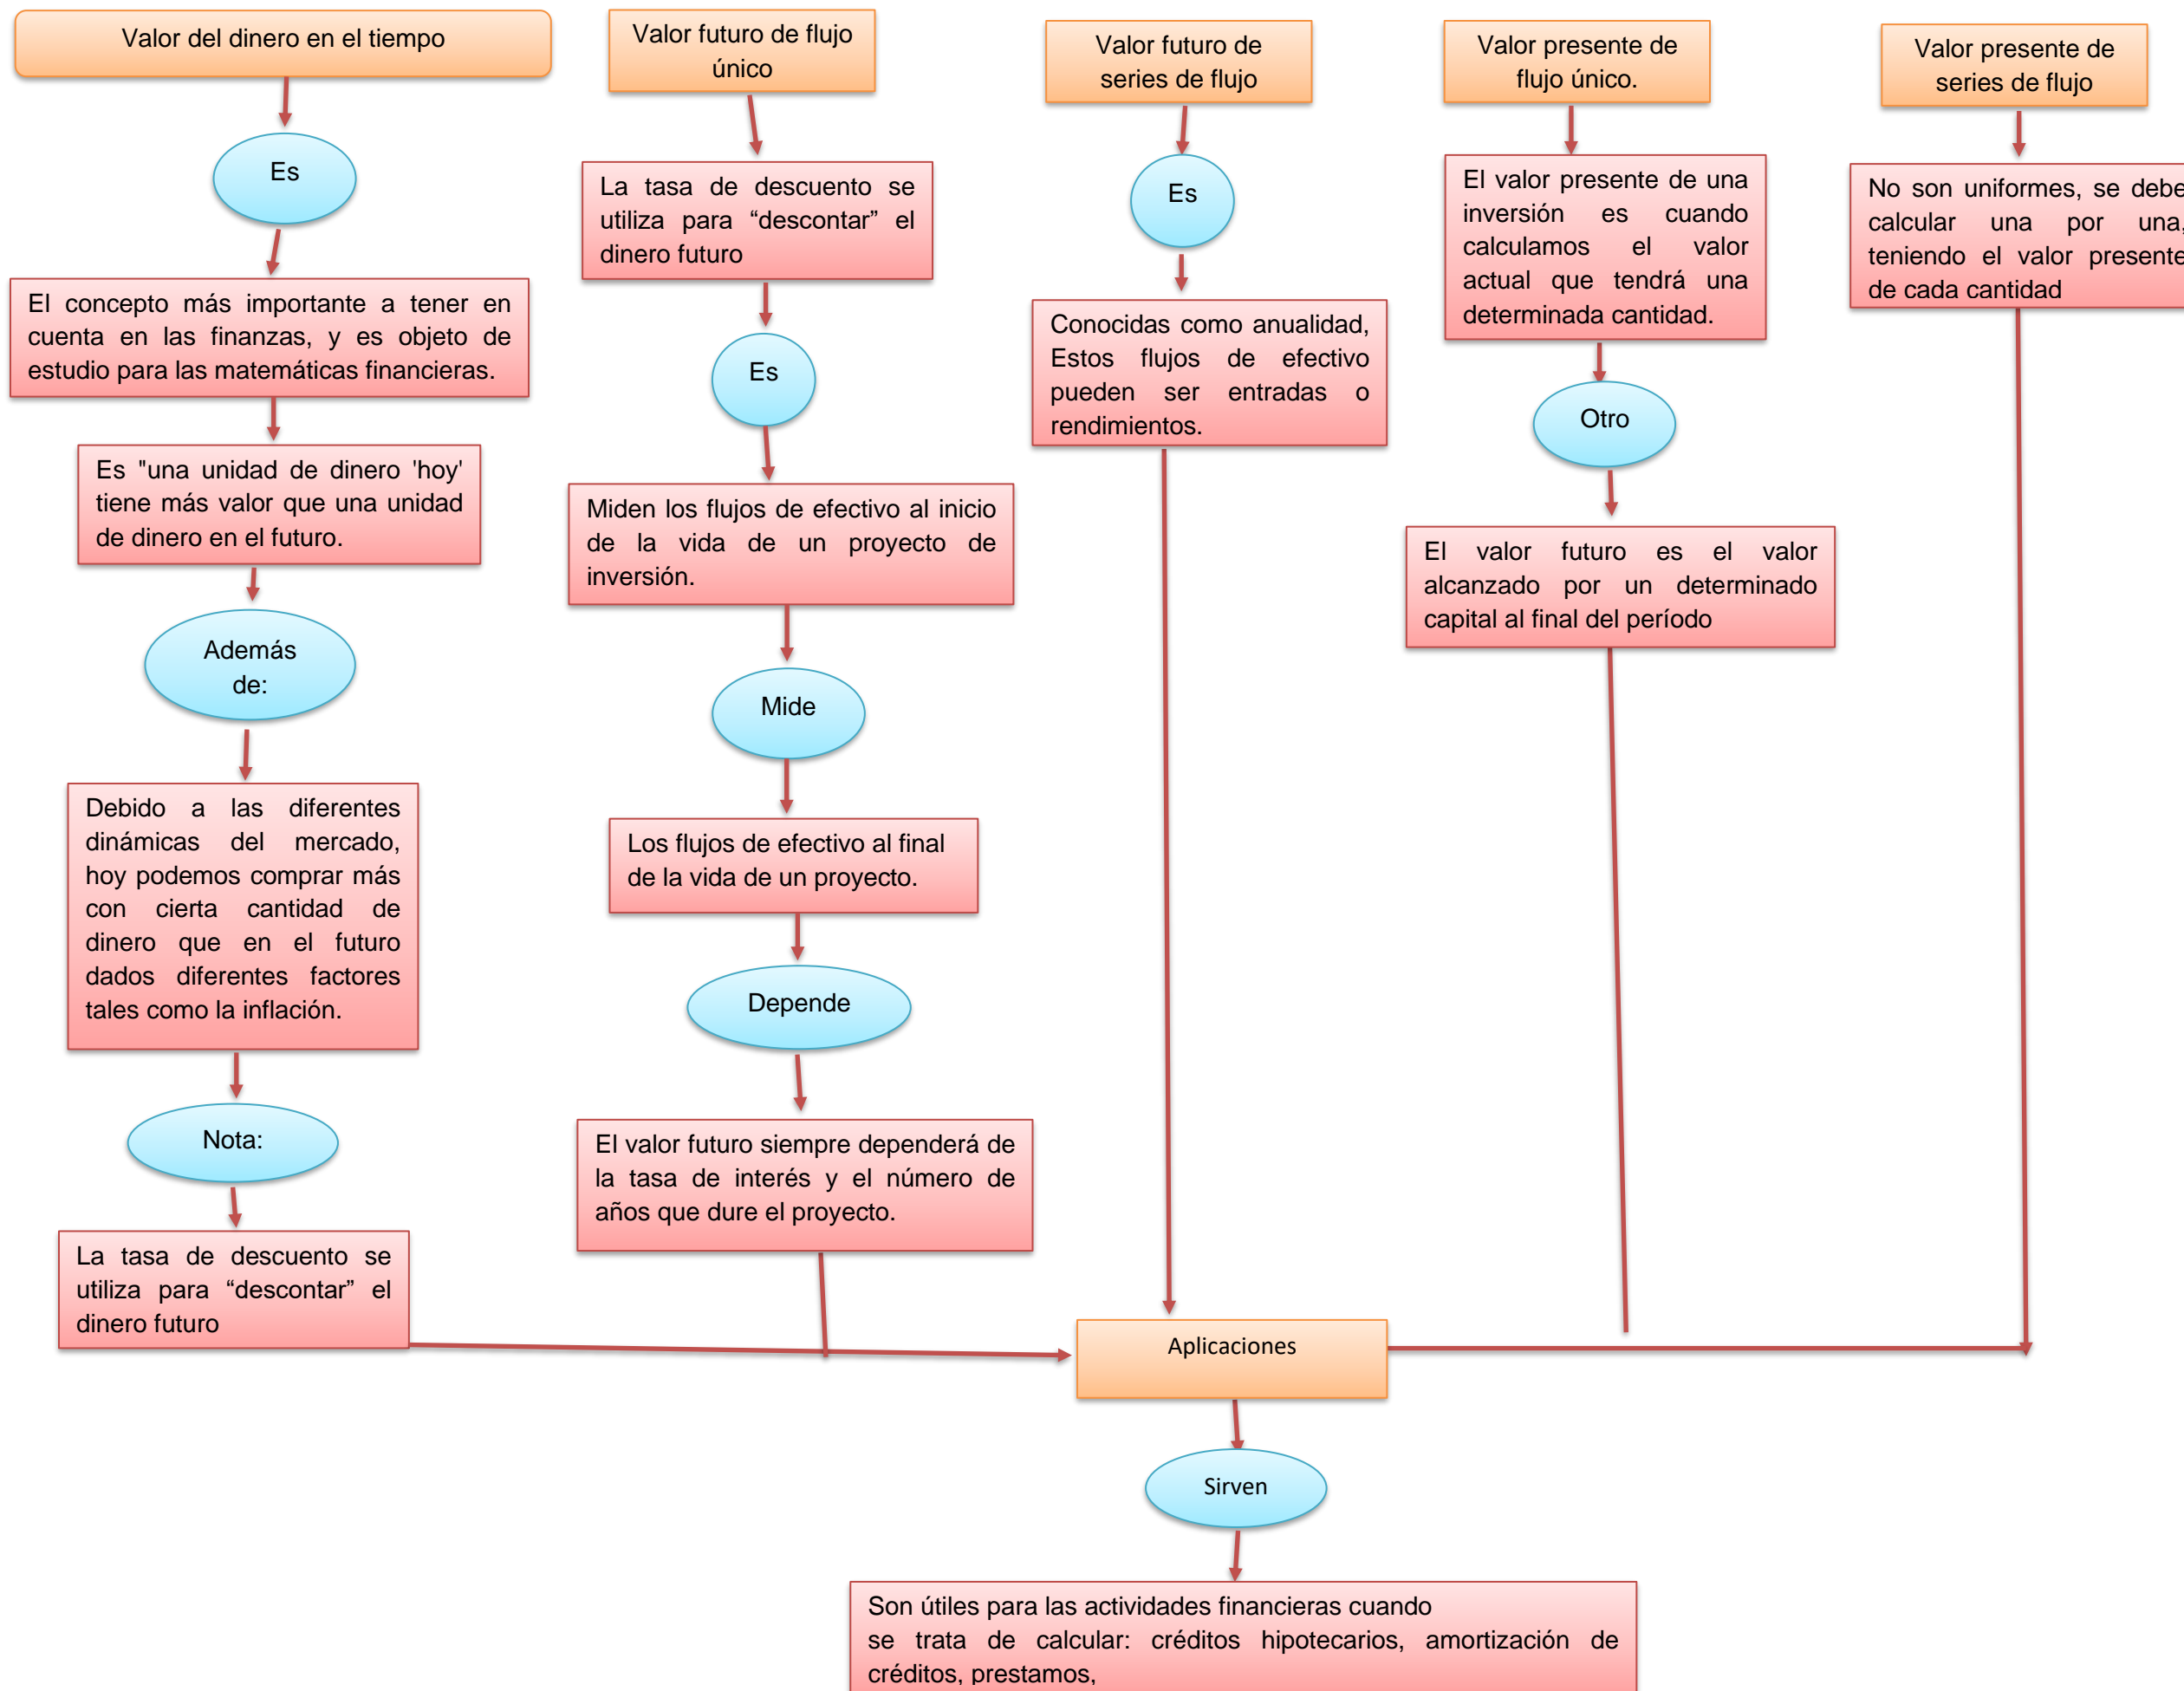 Valor del dinero en el tiempo
Es
El concepto más importante a tener en
cuenta en las finanzas, y es objeto de
estudio para las matemáticas financieras.
Es "una unidad de dinero 'hoy'
tiene más valor que una unidad
de dinero en el futuro.
Además
de:
Debido a las diferentes
dinámicas del mercado,
hoy podemos comprar más
con cierta cantidad de
dinero que en el futuro
dados diferentes factores
tales como la inflación.
Nota:
La tasa de descuento se
utiliza para “descontar” el
dinero futuro
Valor futuro de flujo
único
La tasa de descuento se
utiliza para “descontar” el
dinero futuro
Es
Miden los flujos de efectivo al inicio
de la vida de un proyecto de
inversión.
Mide
Los flujos de efectivo al final
de la vida de un proyecto.
Depende
El valor futuro siempre dependerá de
la tasa de interés y el número de
años que dure el proyecto.
Valor futuro de
series de flujo
Es
Conocidas como anualidad,
Estos flujos de efectivo
pueden ser entradas o
rendimientos.
Valor presente de
flujo único.
El valor presente de una
inversión es cuando
calculamos el valor
actual que tendrá una
determinada cantidad.
Otro
El valor futuro es el valor
alcanzado por un determinado
capital al final del período
Valor presente de
series de flujo
No son uniformes, se debe
calcular una por una,
teniendo el valor presente
de cada cantidad
Aplicaciones
Sirven
Son útiles para las actividades financieras cuando
se trata de calcular: créditos hipotecarios, amortización de
créditos, prestamos,